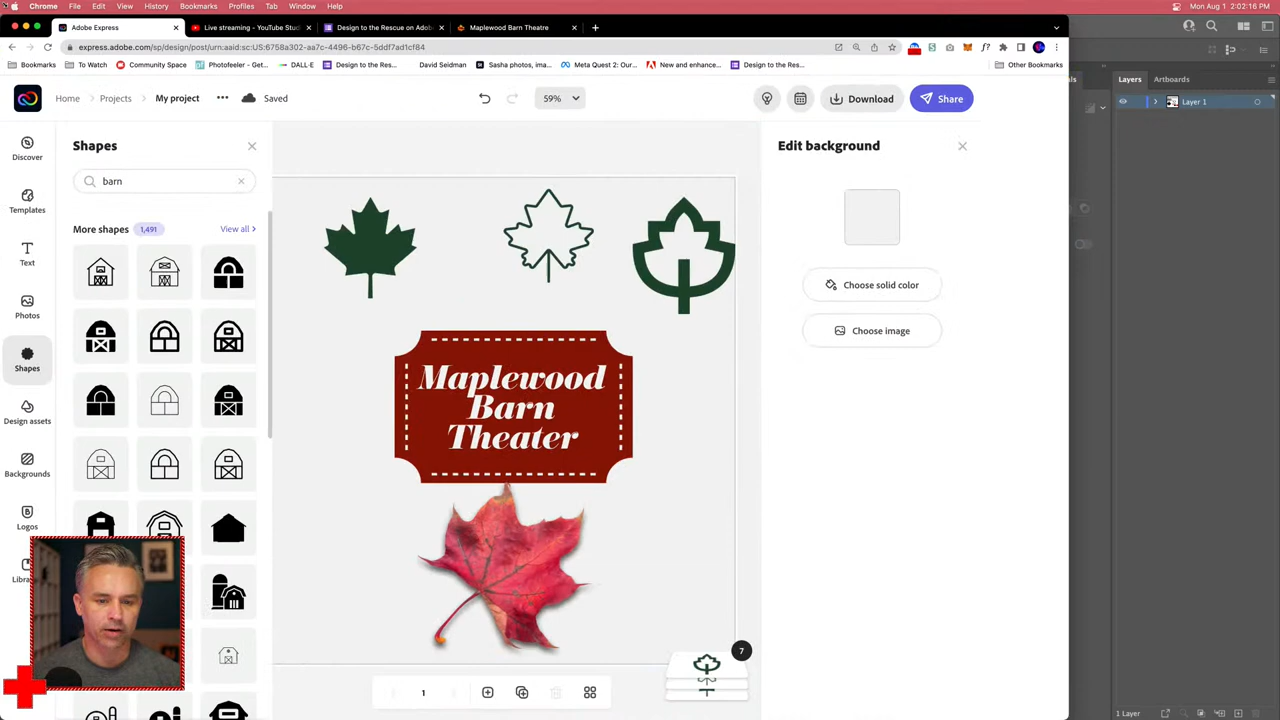 Chrome File Edit View History Bookmarks Profiles Tab Window Help Mon Aug 1 2:02:16 PM
Adobe Express Live streaming - YouTube Stud Design to the Rescue on Adob Maplewood Barn Theatre
express.adobe.com/sp/design/post/urn:aaid:sc:US:6758a302-aa7c-4496-b67c-5ddf7ad1cf84
Bookmarks To Watch Community Space Photofeeler - Get... DALL-E Design to the Res... David Seidman Sasha photos, ima... Meta Quest 2: Our... New and enhance... Design to the Res... Other Bookmarks
Layers Artboards
Layer 1
Home Projects My project Saved 59% Download Share
Discover
Templates
Text
Photos
Shapes
Design assets
Backgrounds
Logos
Shapes
barn
More shapes 1,491 View all
Maplewood
Barn
Theater
Edit background
Choose solid color
Choose image
1
7
1 Layer